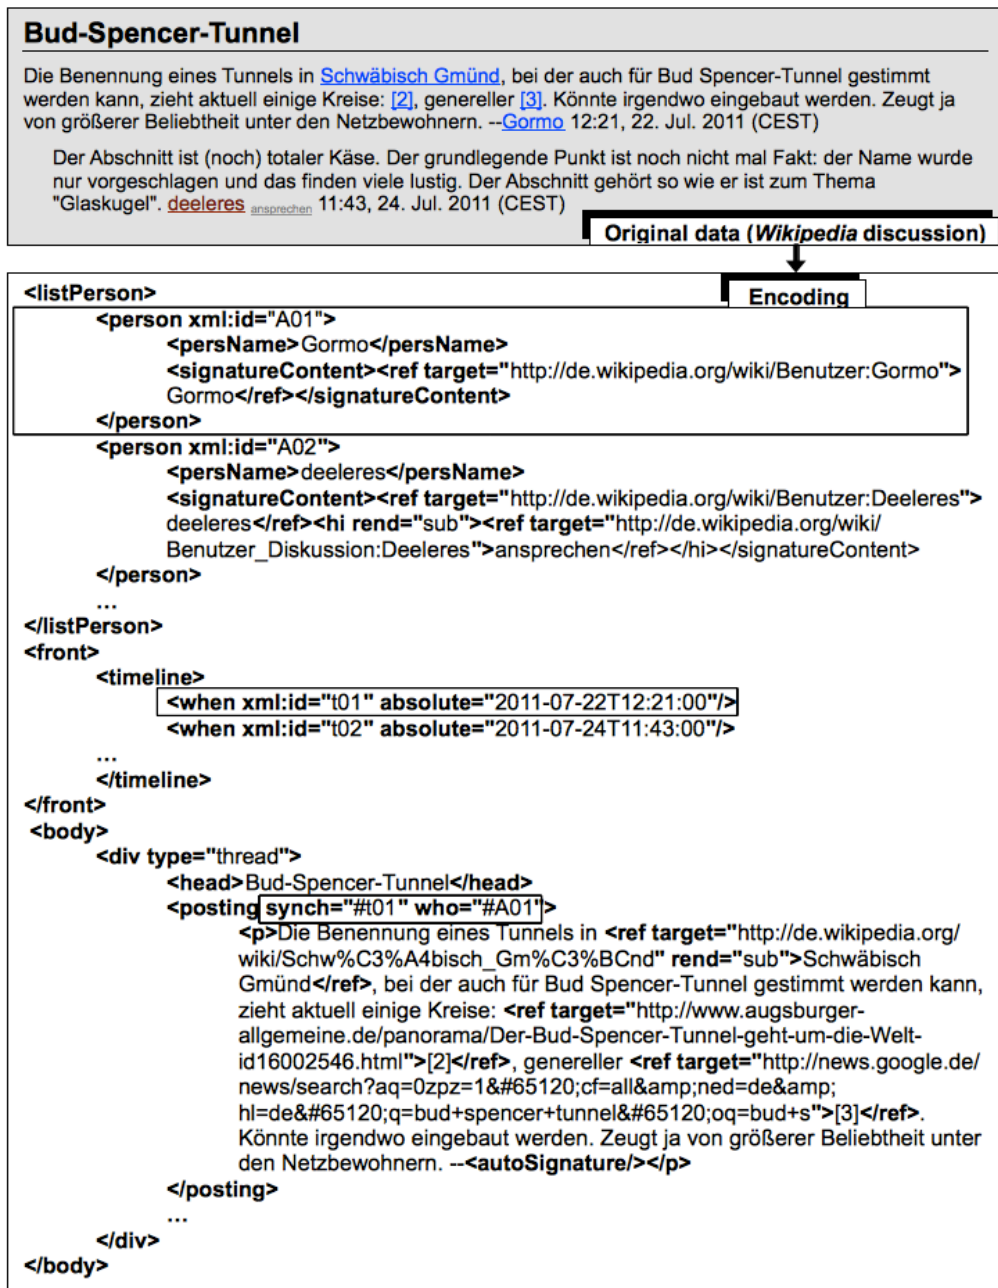 Bud-Spencer-Tunnel
Die Benennung eines Tunnels in Schwäbisch Gmünd, bei der auch für Bud Spencer-Tunnel gestimmt
werden kann, zieht aktuell einige Kreise: [2], genereller [3]. Könnte irgendwo eingebaut werden. Zeugt ja
von größerer Beliebtheit unter den Netzbewohnern. --Gormo 12:21, 22. Jul. 2011 (CEST)
Der Abschnitt ist (noch) totaler Käse. Der grundlegende Punkt ist noch nicht mal Fakt: der Name wurde
nur vorgeschlagen und das finden viele lustig. Der Abschnitt gehört so wie er ist zum Thema
"Glaskugel". deeleres ansprechen 11:43, 24. Jul. 2011 (CEST)
Original data (Wikipedia discussion)
Encoding
<listPerson>
<person xml:id="A01">
<persName>Gormo</persName>
<signatureContent><ref target="http://de.wikipedia.org/wiki/Benutzer:Gormo">
Gormo</ref></signatureContent>
</person>
<person xml:id="A02">
<persName>deeleres</persName>
<signatureContent><ref target="http://de.wikipedia.org/wiki/Benutzer:Deeleres">
deeleres</ref><hi rend="sub"><ref target="http://de.wikipedia.org/wiki/
Benutzer_Diskussion:Deeleres">ansprechen</ref></hi></signatureContent>
</person>
...
</listPerson>
<front>
<timeline>
<when xml:id="t01" absolute="2011-07-22T12:21:00"/>
<when xml:id="t02" absolute="2011-07-24T11:43:00"/>
...
</timeline>
</front>
<body>
<div type="thread">
<head>Bud-Spencer-Tunnel</head>
<posting synch="#t01" who="#A01">
<p>Die Benennung eines Tunnels in <ref target="http://de.wikipedia.org/
wiki/Schw%C3%A4bisch_Gm%C3%BCnd" rend="sub">Schwäbisch
Gmünd</ref>, bei der auch für Bud Spencer-Tunnel gestimmt werden kann,
zieht aktuell einige Kreise: <ref target="http://www.augsburger-
allgemeine.de/panorama/Der-Bud-Spencer-Tunnel-geht-um-die-Welt-
id16002546.html">[2]</ref>, genereller <ref target="http://news.google.de/
news/search?aq=0zpz=1&#65120;cf=all&amp;ned=de&amp;
hl=de&#65120;q=bud+spencer+tunnel&#65120;oq=bud+s">[3]</ref>.
Könnte irgendwo eingebaut werden. Zeugt ja von größerer Beliebtheit unter
den Netzbewohnern. --<autoSignature/></p>
</posting>
...
</div>
</body>